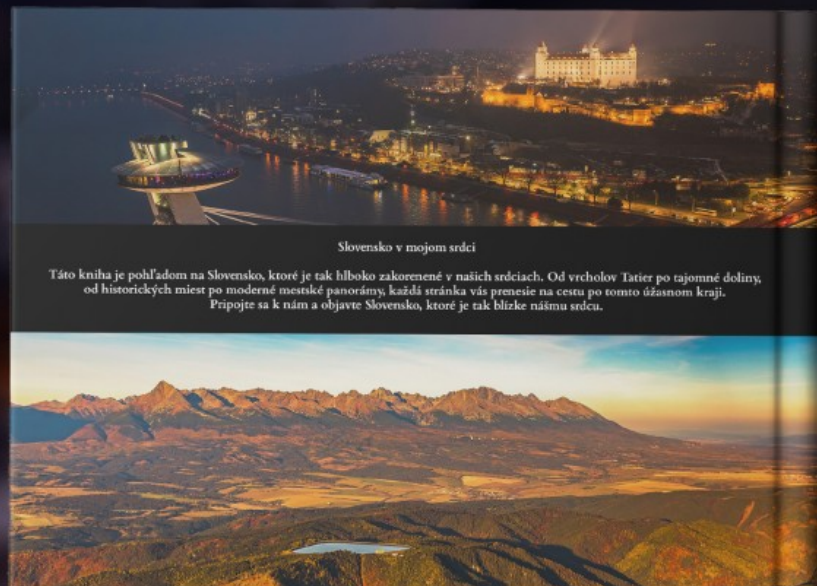 Slovensko v mojom srdci
Táto kniha je pohľadom na Slovensko, ktoré je tak hlboko zakorenené v našich srdciach. Od vrcholov Tatier po tajomné doliny,
od historických miest po moderné mestské panorámy, každá stránka vás prenesie na cestu po tomto úžasnom kraji.
Pripojte sa k nám a objavte Slovensko, ktoré je tak blízke nášmu srdcu.